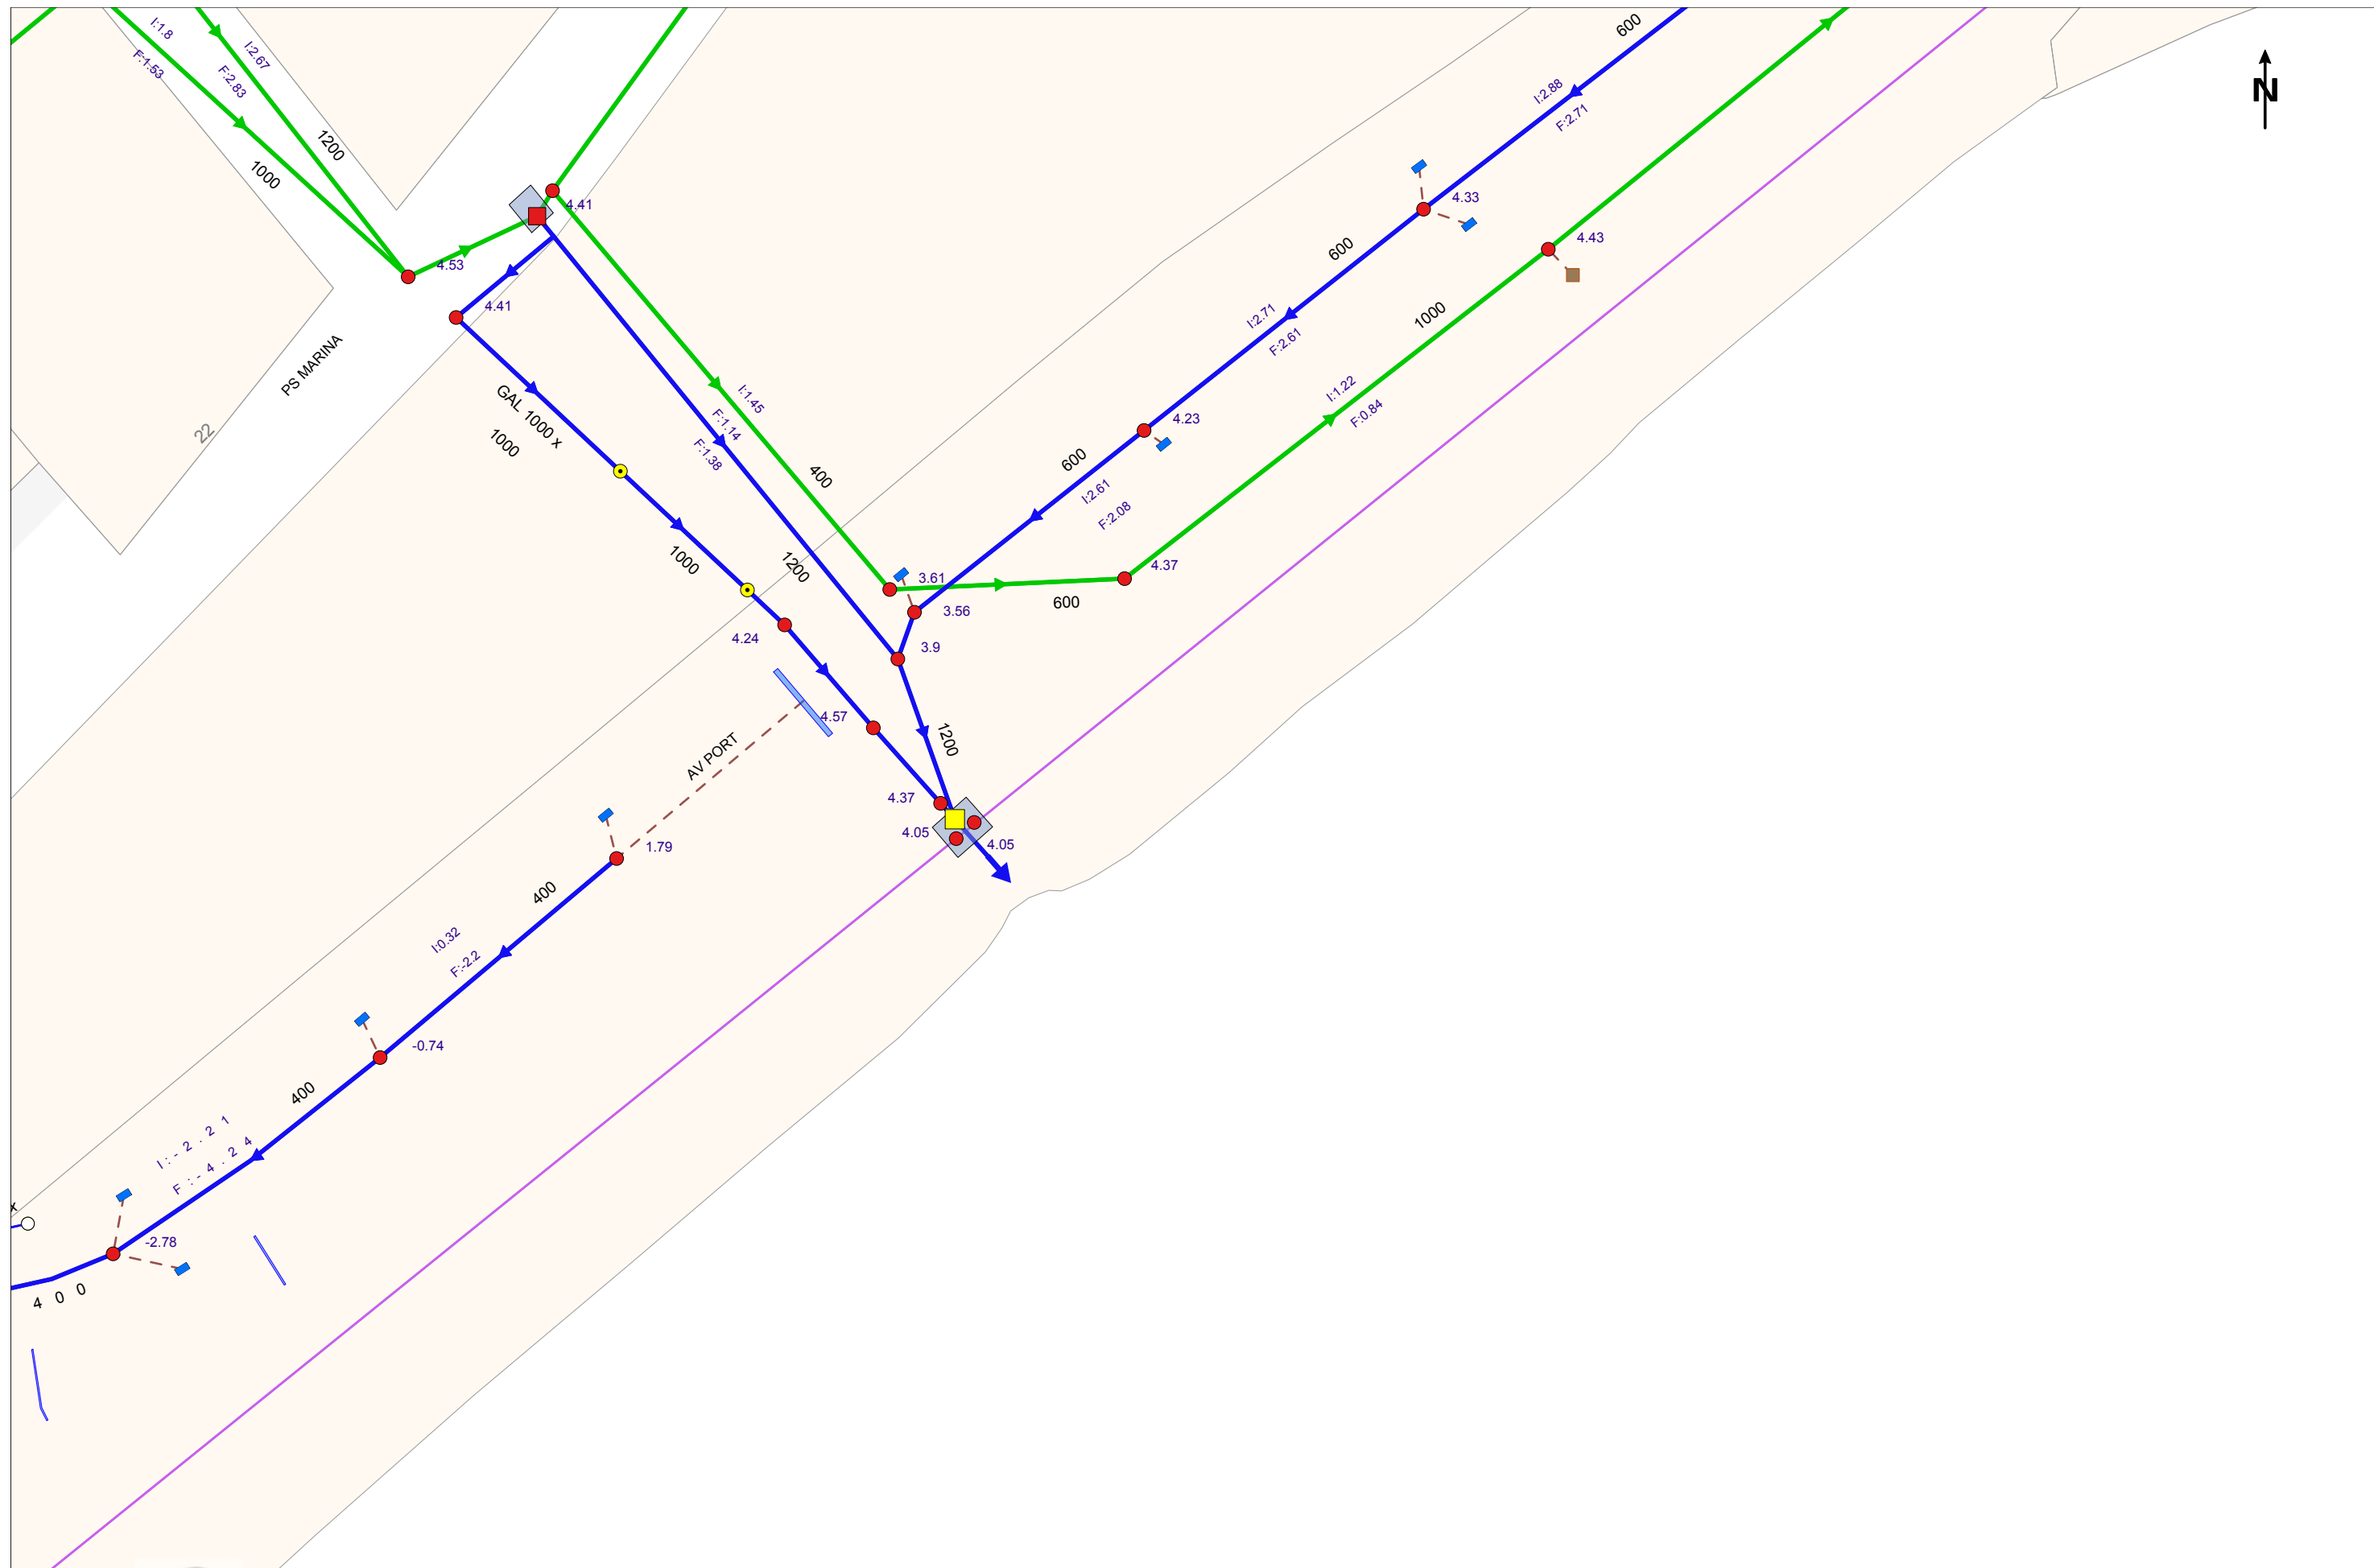 I:1.8
F:1.53
I:2.67
F:2.83
1200
1000
600
I:2.88
F:2.71
N
4.41
4.53
4.41
4.33
600
4.43
I:2.71
F:2.61
1000
PS MARINA
22
GAL 1000 x
1000
I:1.45
F:1.14
F:1.38
400
4.23
600
I:2.61
F:2.08
I:1.22
F:0.84
1000
1200
3.61
4.37
600
3.56
3.9
4.24
4.57
1200
AV PORT
4.37
4.05
4.05
1.79
400
I:0.32
F:-2.2
-0.74
400
I:-2.21
F:-4.24
x
-2.78
400